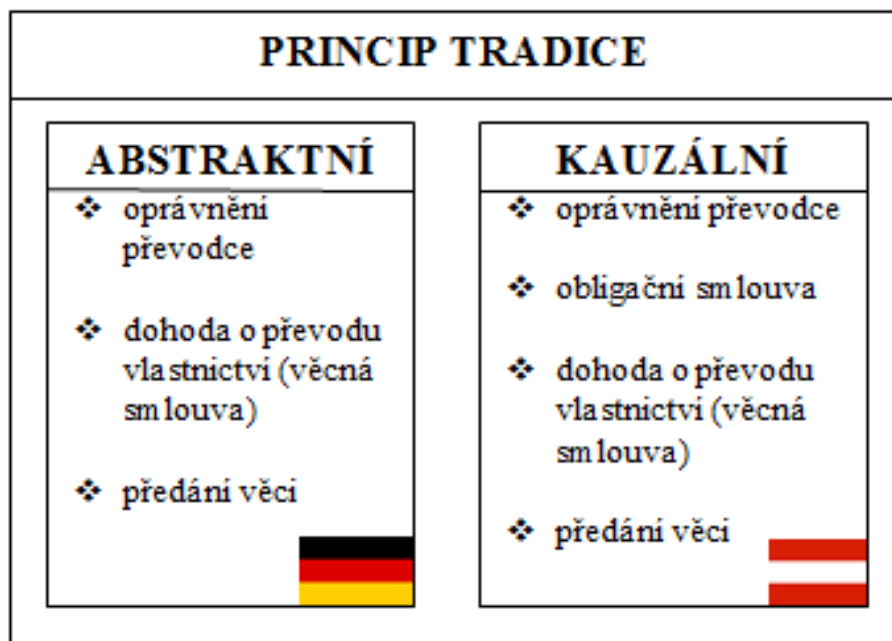 PRINCIP TRADICE
ABSTRAKTNÍ
❖ oprávnění
převodce
❖ dohoda o převodu
vlastnictví (věcná
smlouva)
❖ předání věci
KAUZÁLNÍ
❖ oprávnění převodce
❖ obligační smlouva
❖ dohoda o převodu
vlastnictví (věcná
smlouva)
❖ předání věci